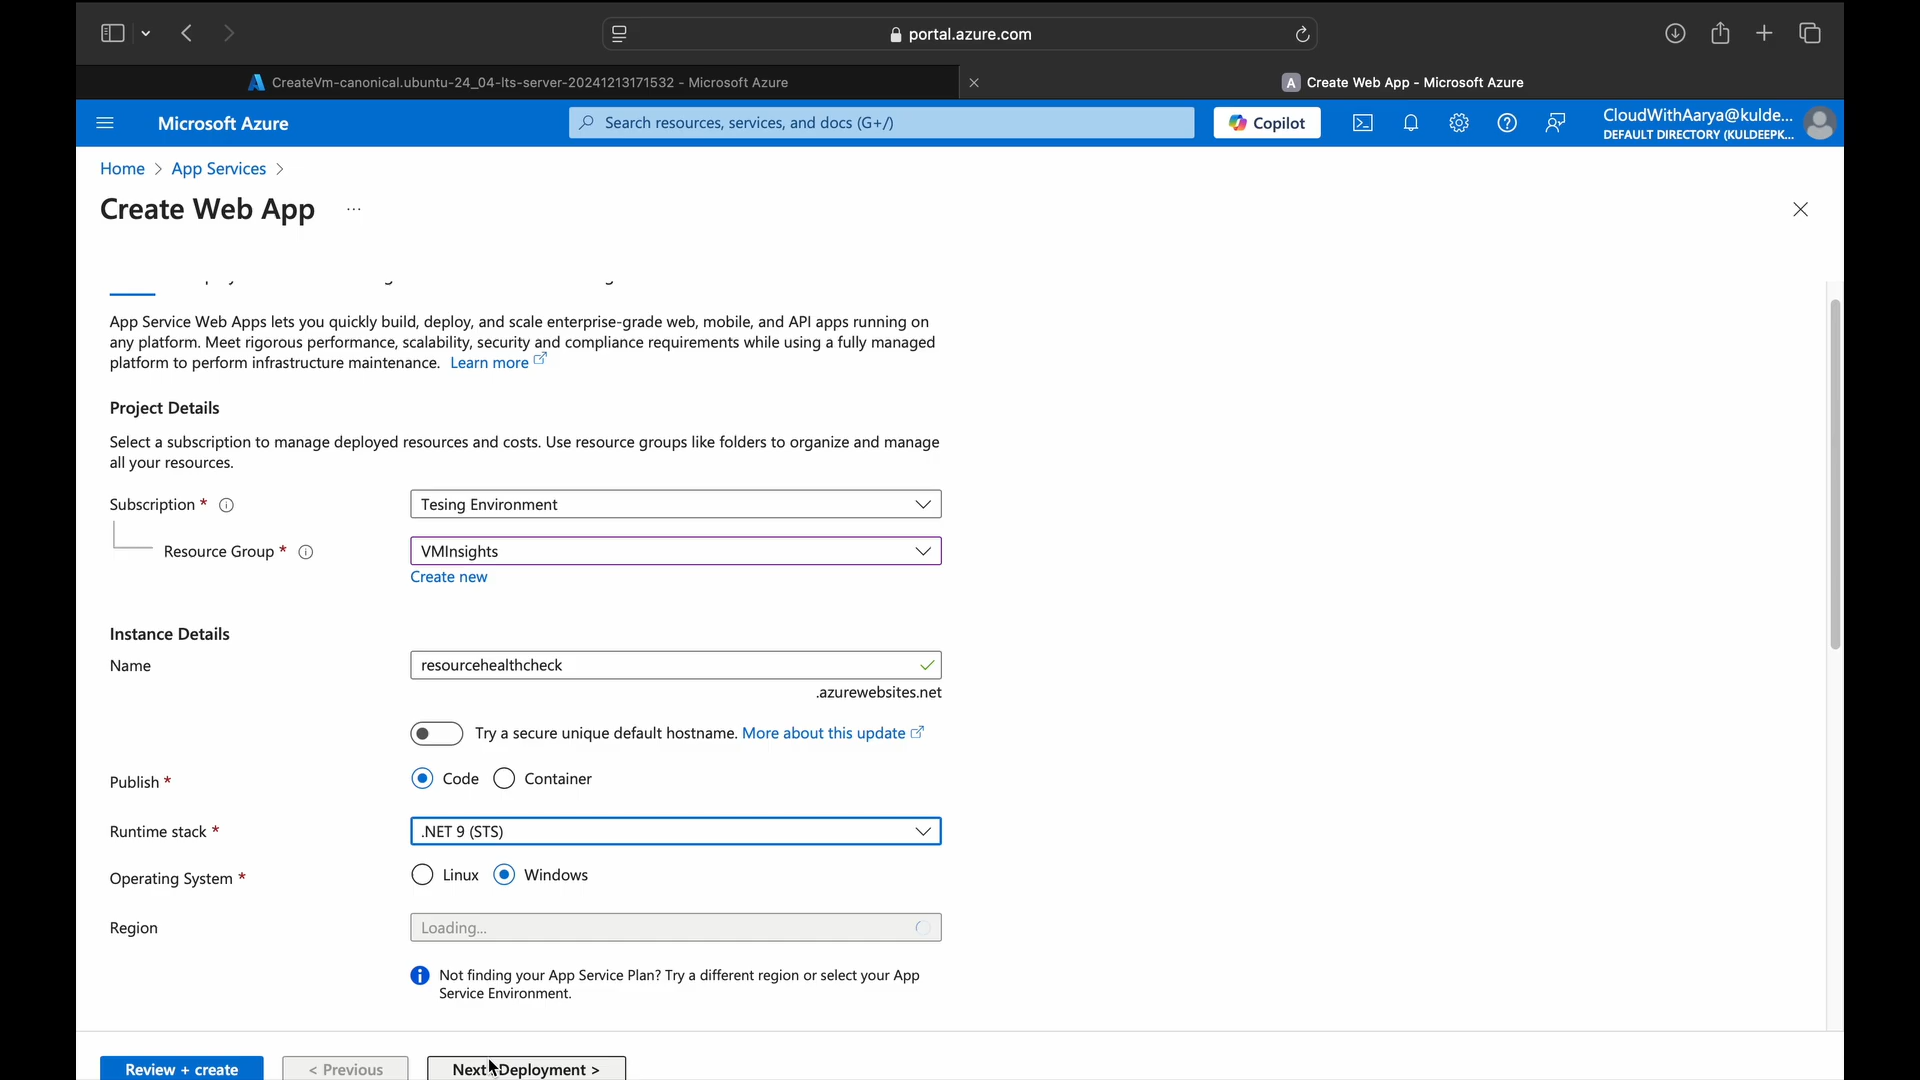 portal.azure.com
CreateVm-canonical.ubuntu-24_04-lts-server-20241213171532 - Microsoft Azure
A Create Web App - Microsoft Azure
Microsoft Azure
Search resources, services, and docs (G+/)
Copilot
CloudWithAarya@kulde...
DEFAULT DIRECTORY (KULDEEPK...
Home > App Services >
Create Web App ...
App Service Web Apps lets you quickly build, deploy, and scale enterprise-grade web, mobile, and API apps running on
any platform. Meet rigorous performance, scalability, security and compliance requirements while using a fully managed
platform to perform infrastructure maintenance. Learn more
Project Details
Select a subscription to manage deployed resources and costs. Use resource groups like folders to organize and manage
all your resources.
Subscription * Tesing Environment
Resource Group * VMInsights
Create new
Instance Details
Name resourcehealthcheck
.azurewebsites.net
Try a secure unique default hostname. More about this update
Publish * Code Container
Runtime stack * .NET 9 (STS)
Operating System * Linux Windows
Region Loading...
Not finding your App Service Plan? Try a different region or select your App
Service Environment.
Review + create < Previous Next Deployment >